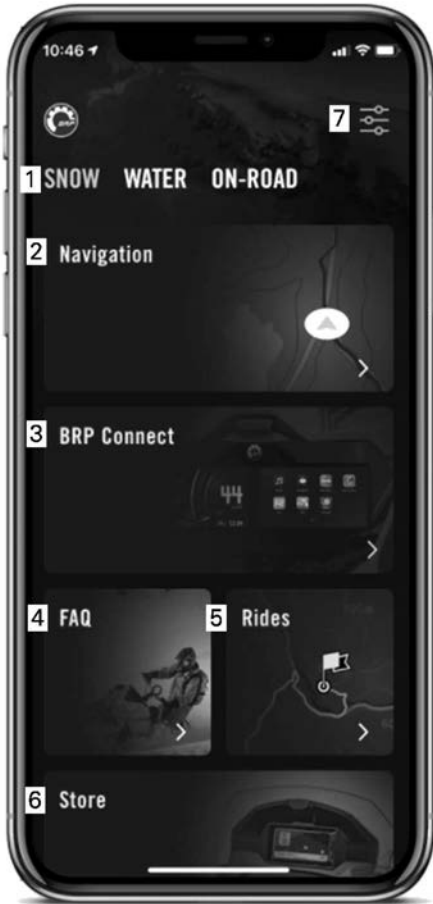 10:46
7
1 SNOW WATER ON-ROAD
2 Navigation
3 BRP Connect
44
4 FAQ
5 Rides
6 Store